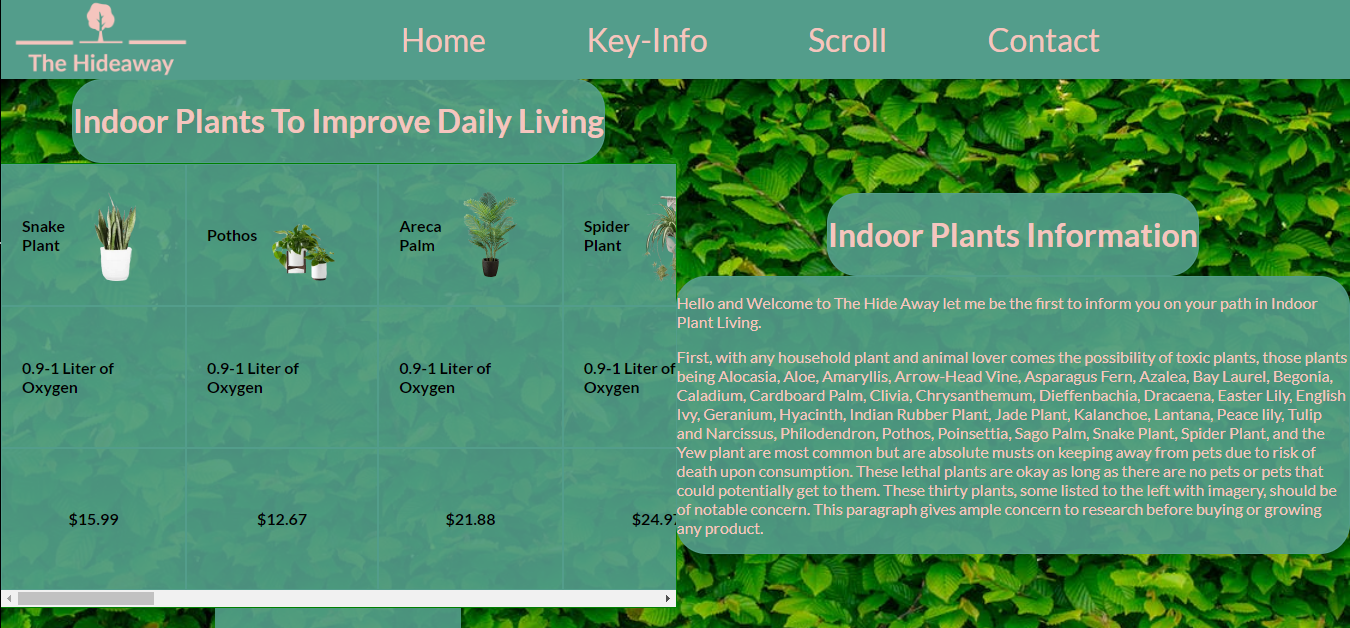 The Hideaway
Home
Key-Info
Scroll
Contact
Indoor Plants To Improve Daily Living
Snake
Plant
Pothos
Areca
Palm
Spider
Plant
0.9-1 Liter of
Oxygen
0.9-1 Liter of
Oxygen
0.9-1 Liter of
Oxygen
0.9-1 Liter of
Oxygen
$15.99
$12.67
$21.88
$24.97
Indoor Plants Information
Hello and Welcome to The Hide Away let me be the first to inform you on your path in Indoor
Plant Living.
First, with any household plant and animal lover comes the possibility of toxic plants, those plants
being Alocasia, Aloe, Amaryllis, Arrow-Head Vine, Asparagus Fern, Azalea, Bay Laurel, Begonia,
Caladium, Cardboard Palm, Clivia, Chrysanthemum, Dieffenbachia, Dracaena, Easter Lily, English
Ivy, Geranium, Hyacinth, Indian Rubber Plant, Jade Plant, Kalanchoe, Lantana, Peace lily, Tulip
and Narcissus, Philodendron, Pothos, Poinsettia, Sago Palm, Snake Plant, Spider Plant, and the
Yew plant are most common but are absolute musts on keeping away from pets due to risk of
death upon consumption. These lethal plants are okay as long as there are no pets or pets that
could potentially get to them. These thirty plants, some listed to the left with imagery, should be
of notable concern. This paragraph gives ample concern to research before buying or growing
any product.